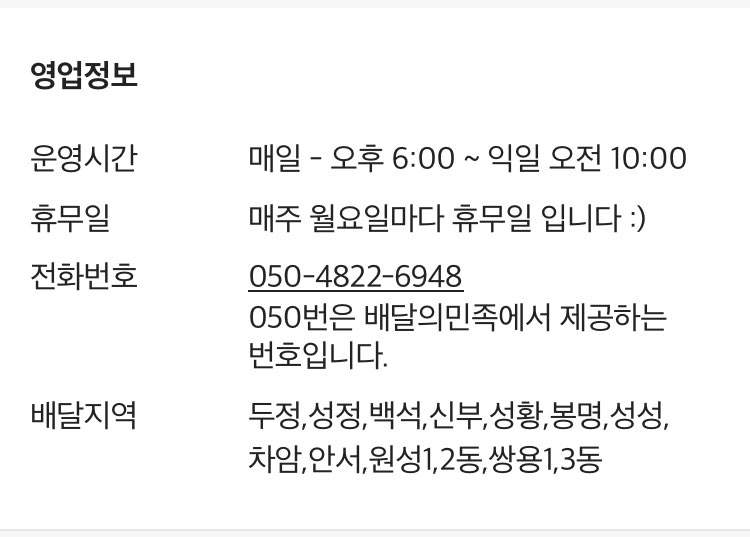 영업정보
운영시간 매일 - 오후 6:00 ~ 익일 오전 10:00
휴무일 매주 월요일마다 휴무일 입니다 :)
전화번호 050-4822-6948
050번은 배달의민족에서 제공하는
번호입니다.
배달지역 두정,성정,백석,신부,성황,봉명,성성,
차암,안서,원성1,2동,쌍용1,3동